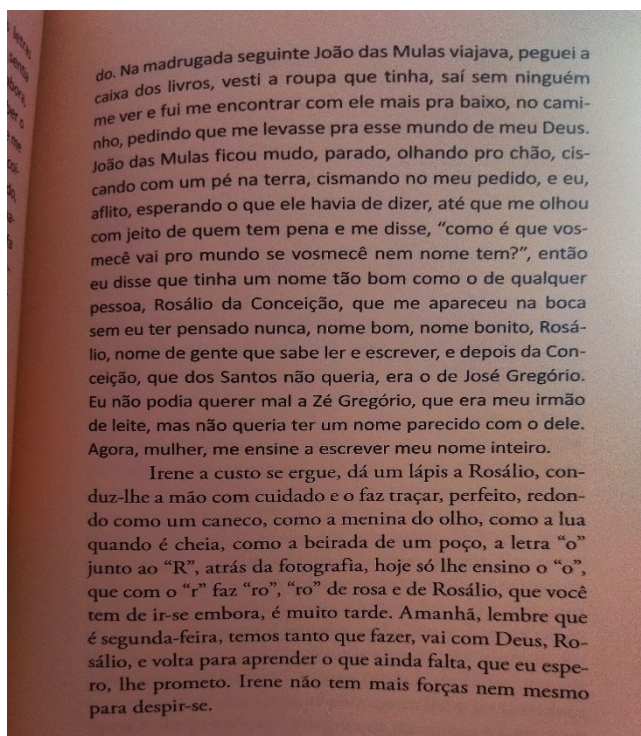 do. Na madrugada seguinte João das Mulas viajava, peguei a
caixa dos livros, vesti a roupa que tinha, saí sem ninguém
me ver e fui me encontrar com ele mais pra baixo, no cami-
nho, pedindo que me levasse pra esse mundo de meu Deus.
João das Mulas ficou mudo, parado, olhando pro chão, cis-
cando com um pé na terra, cismando no meu pedido, e eu,
aflito, esperando o que ele havia de dizer, até que me olhou
com jeito de quem tem pena e me disse, “como é que vos-
mecê vai pro mundo se vosmecê nem nome tem?”, então
eu disse que tinha um nome tão bom como o de qualquer
pessoa, Rosálio da Conceição, que me apareceu na boca
sem eu ter pensado nunca, nome bom, nome bonito, Rosá-
lio, nome de gente que sabe ler e escrever, e depois da Con-
ceição, que dos Santos não queria, era o de José Gregório.
Eu não podia querer mal a Zé Gregório, que era meu irmão
de leite, mas não queria ter um nome parecido com o dele.
Agora, mulher, me ensine a escrever meu nome inteiro.
Irene a custo se ergue, dá um lápis a Rosálio, con-
duz-lhe a mão com cuidado e o faz traçar, perfeito, redon-
do como um caneco, como a menina do olho, como a lua
quando é cheia, como a beirada de um poço, a letra “o”
junto ao “R”, atrás da fotografia, hoje só lhe ensino o “o”,
que com o “r” faz “ro”, “ro” de rosa e de Rosálio, que você
tem de ir-se embora, é muito tarde. Amanhã, lembre que
é segunda-feira, temos tanto que fazer, vai com Deus, Ro-
sálio, e volta para aprender o que ainda falta, que eu espe-
ro, lhe prometo. Irene não tem mais forças nem mesmo
para despir-se.